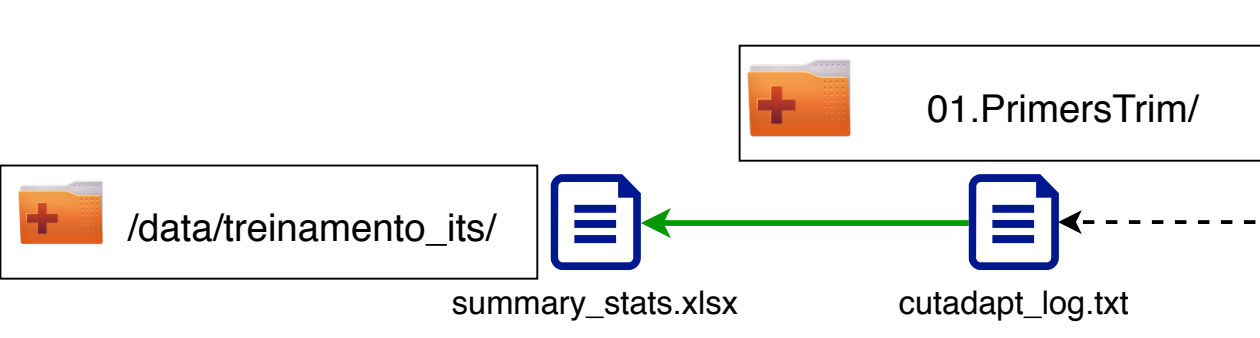 01.PrimersTrim/
/data/treinamento_its/
summary_stats.xlsx
cutadapt_log.txt